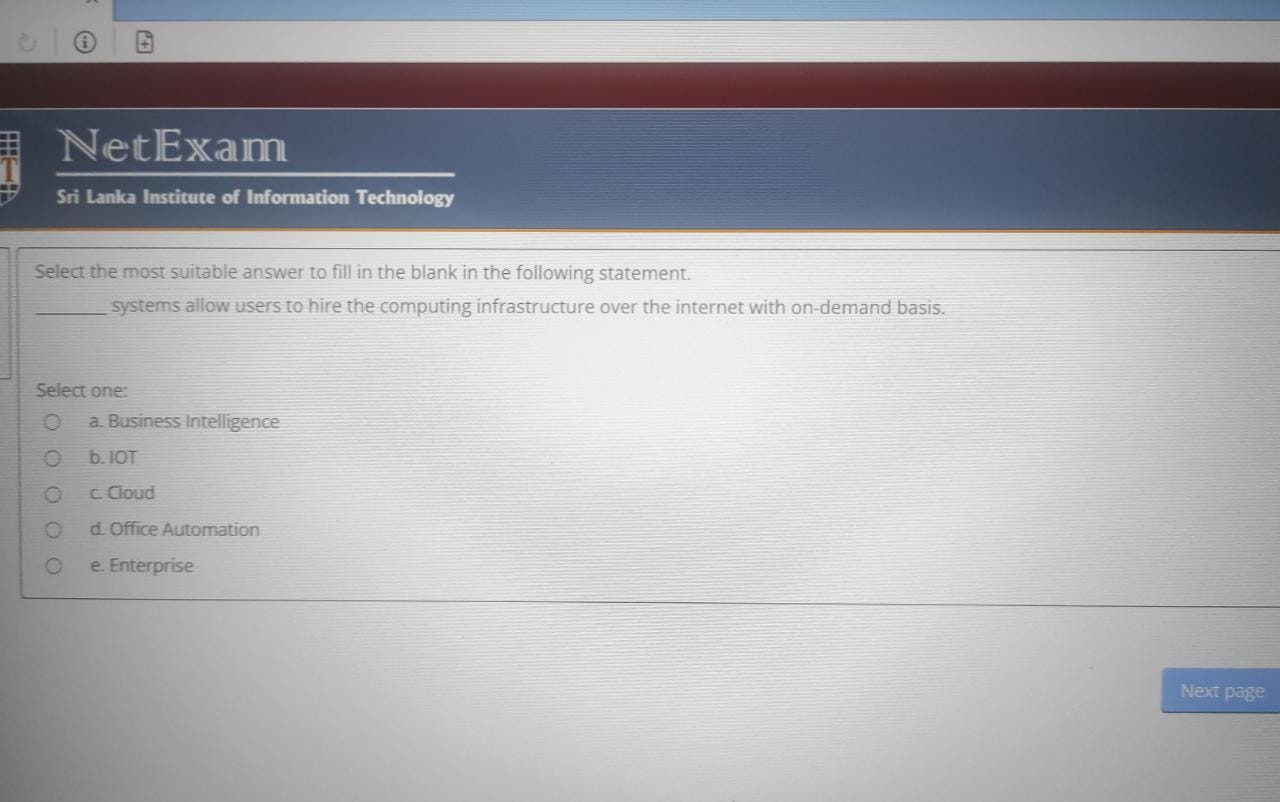 NetExam
T
Sri Lanka Institute of Information Technology
Select the most suitable answer to fill in the blank in the following statement.
________ systems allow users to hire the computing infrastructure over the internet with on-demand basis.
Select one:
a. Business Intelligence
b. IOT
c. Cloud
d. Office Automation
e. Enterprise
Next page